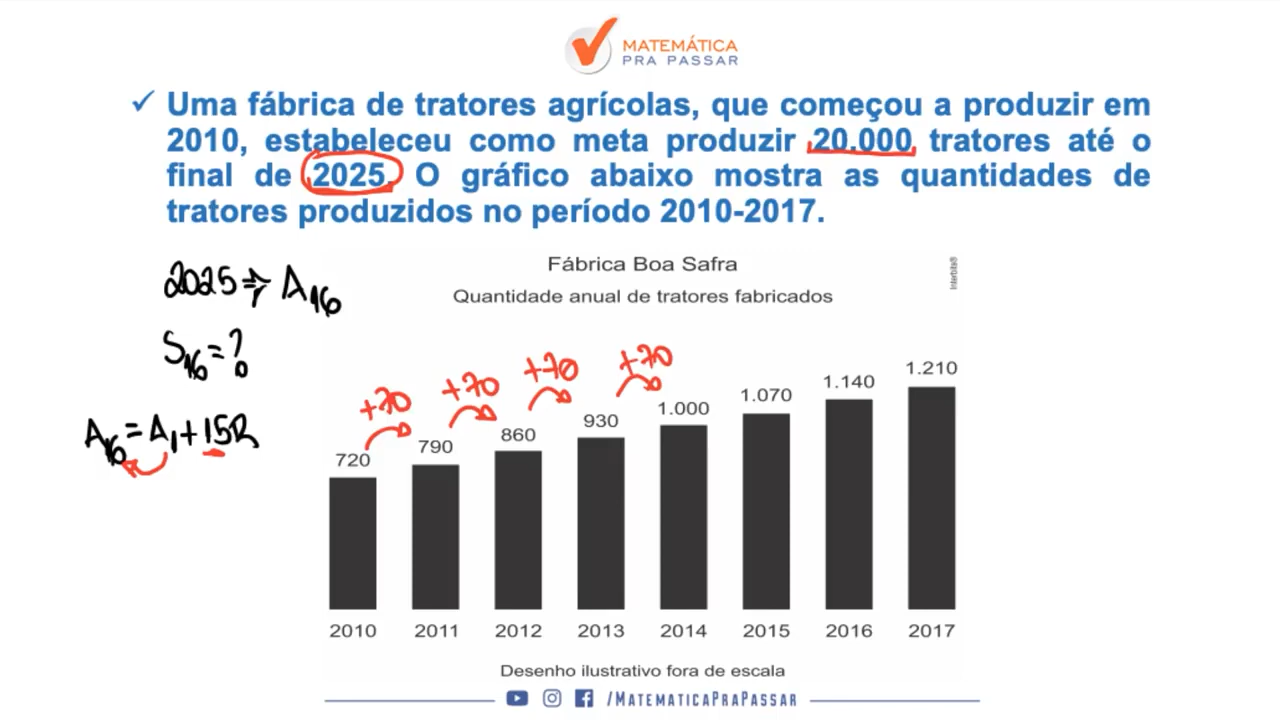 MATEMÁTICA
PRA PASSAR
✓ Uma fábrica de tratores agrícolas, que começou a produzir em
2010, estabeleceu como meta produzir 20.000 tratores até o
final de 2025. O gráfico abaixo mostra as quantidades de
tratores produzidos no período 2010-2017.
2025 ⇒ A16
S16 = ?
A16 = A1 + 15R
Fábrica Boa Safra
Quantidade anual de tratores fabricados
Interbits®
+70 +70 +70 +70
720 790 860 930 1.000 1.070 1.140 1.210
2010 2011 2012 2013 2014 2015 2016 2017
Desenho ilustrativo fora de escala
/MATEMATICAPRAPASSAR